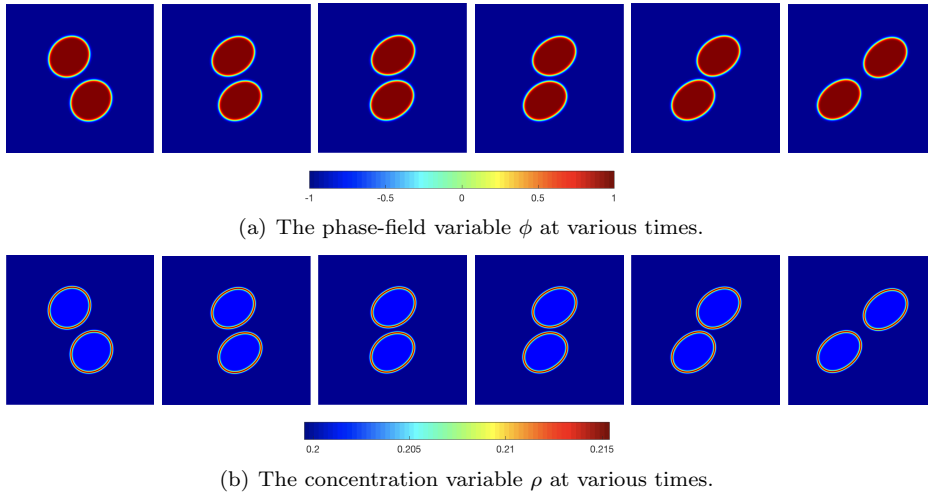 -1 -0.5 0 0.5 1
(a) The phase-field variable ϕ at various times.
0.2 0.205 0.21 0.215
(b) The concentration variable ρ at various times.